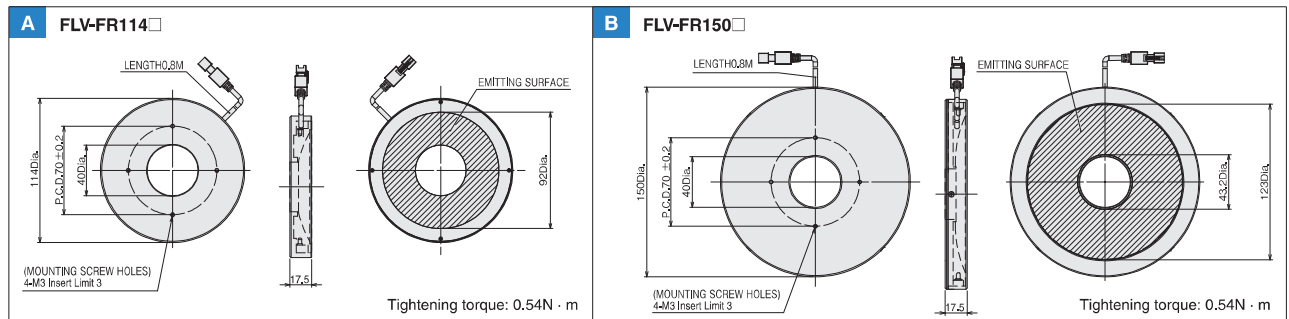 A FLV-FR114□
LENGTH0.8M
EMITTING SURFACE
114Dia.
P.C.D.70 ±0.2
40Dia.
92Dia.
(MOUNTING SCREW HOLES)
4-M3 Insert Limit 3
17.5
Tightening torque: 0.54N · m
B FLV-FR150□
LENGTH0.8M
EMITTING SURFACE
150Dia.
P.C.D.70 ±0.2
40Dia.
43.2Dia.
123Dia.
(MOUNTING SCREW HOLES)
4-M3 Insert Limit 3
17.5
Tightening torque: 0.54N · m